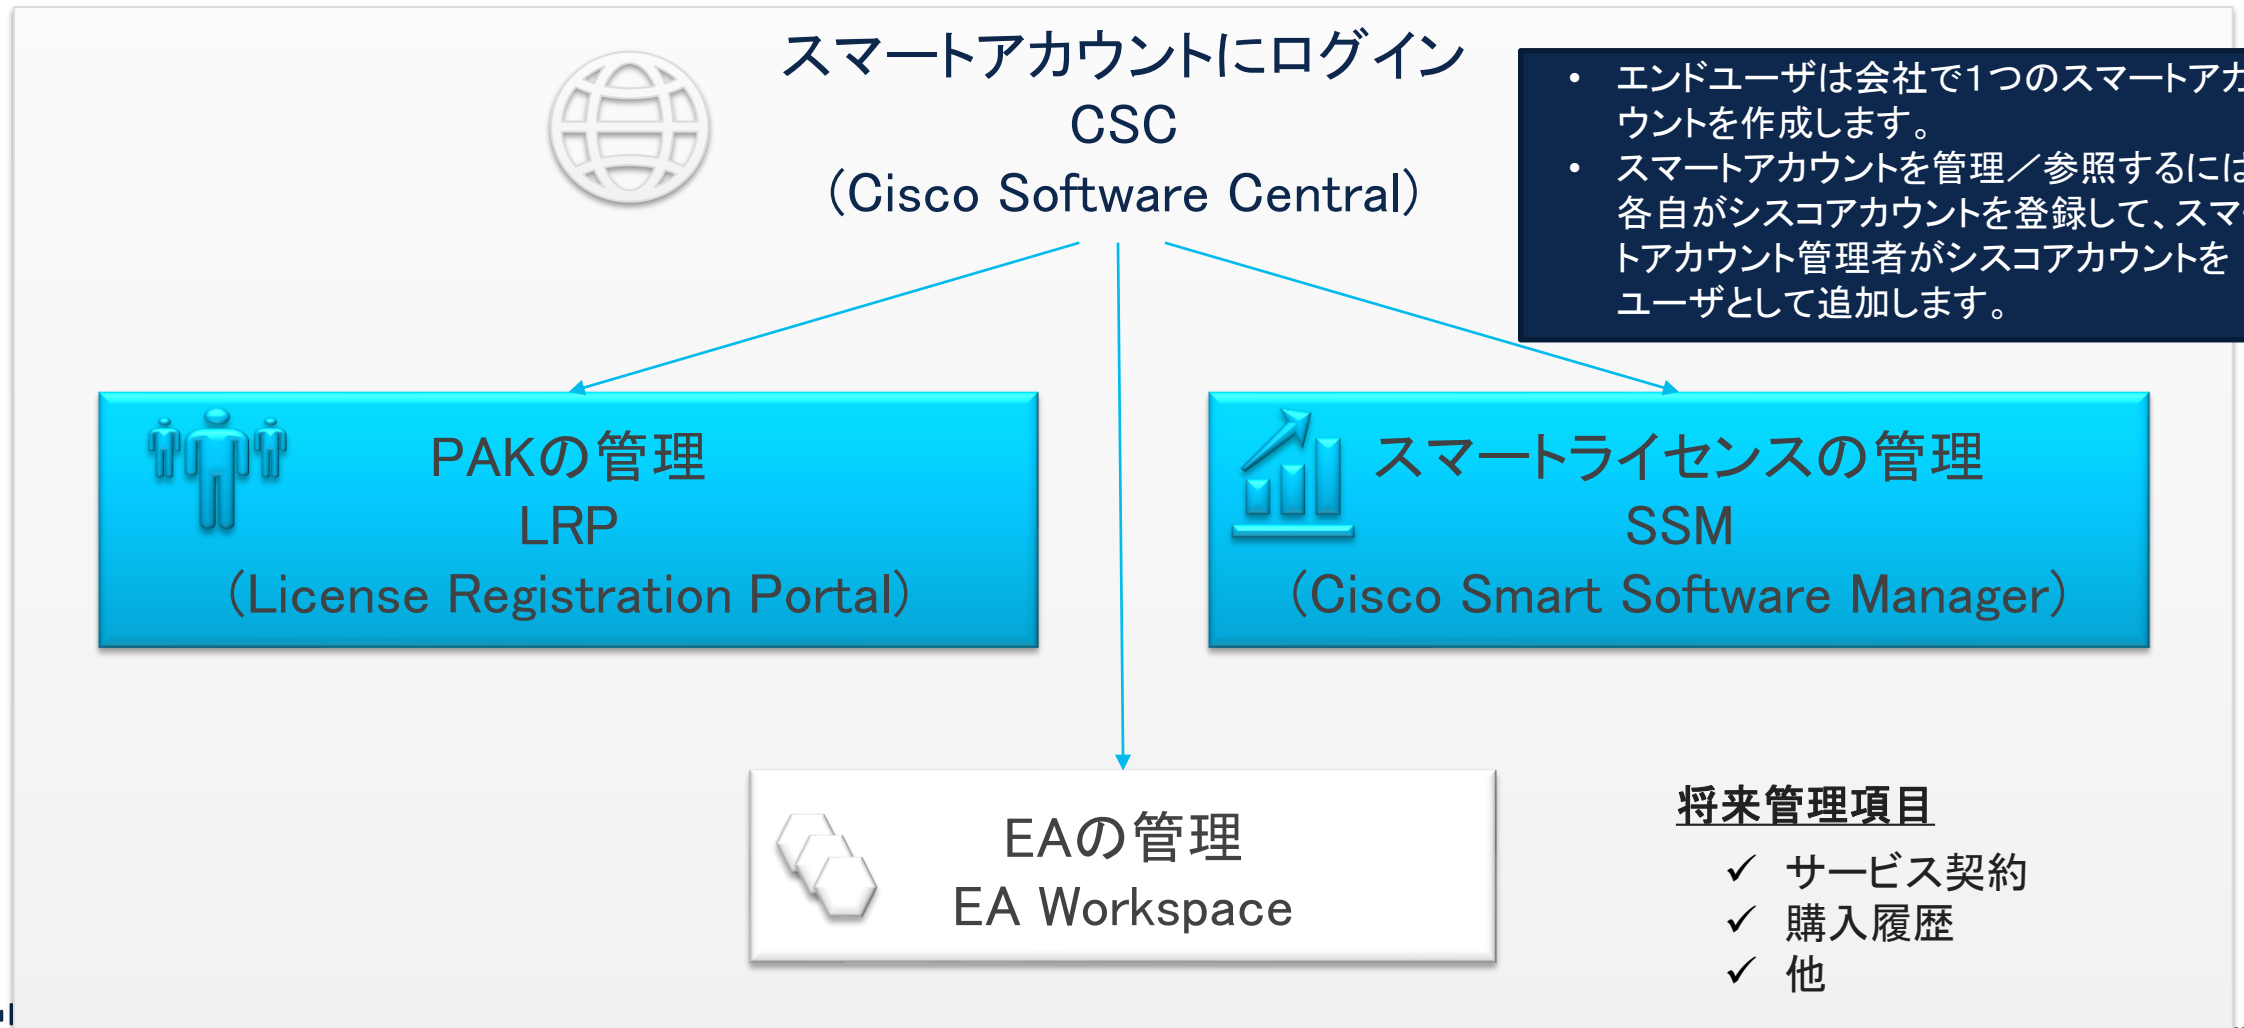 スマートアカウントにログイン
CSC
（Cisco Software Central）
• エンドユーザは会社で１つのスマートアカ
ウントを作成します。
• スマートアカウントを管理／参照するには
各自がシスコアカウントを登録して、スマー
トアカウント管理者がシスコアカウントを
ユーザとして追加します。
PAKの管理
LRP
（License Registration Portal）
スマートライセンスの管理
SSM
（Cisco Smart Software Manager）
EAの管理
EA Workspace
将来管理項目
✓ サービス契約
✓ 購入履歴
✓ 他